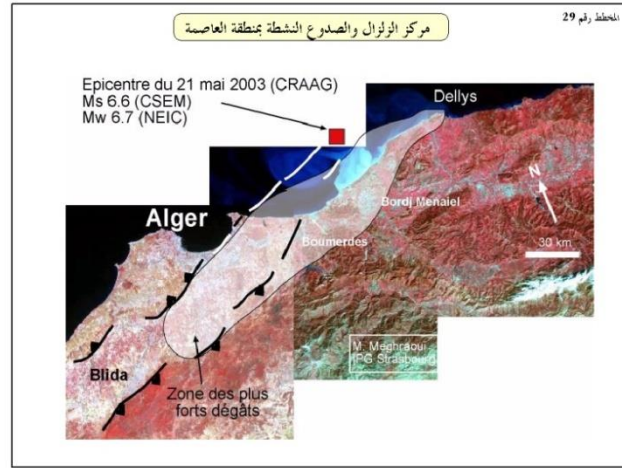 المخطط رقم 29
مركز الزلزال والصدوع النشطة بمنطقة العاصمة
Epicentre du 21 mai 2003 (CRAAG)
Ms 6.6 (CSEM)
Mw 6.7 (NEIC)
Dellys
N
Bordj Menaiel
30 km
Alger
Boumerdes
M. Meghraoui
IPG Strasbourg
Blida
Zone des plus
forts dégâts